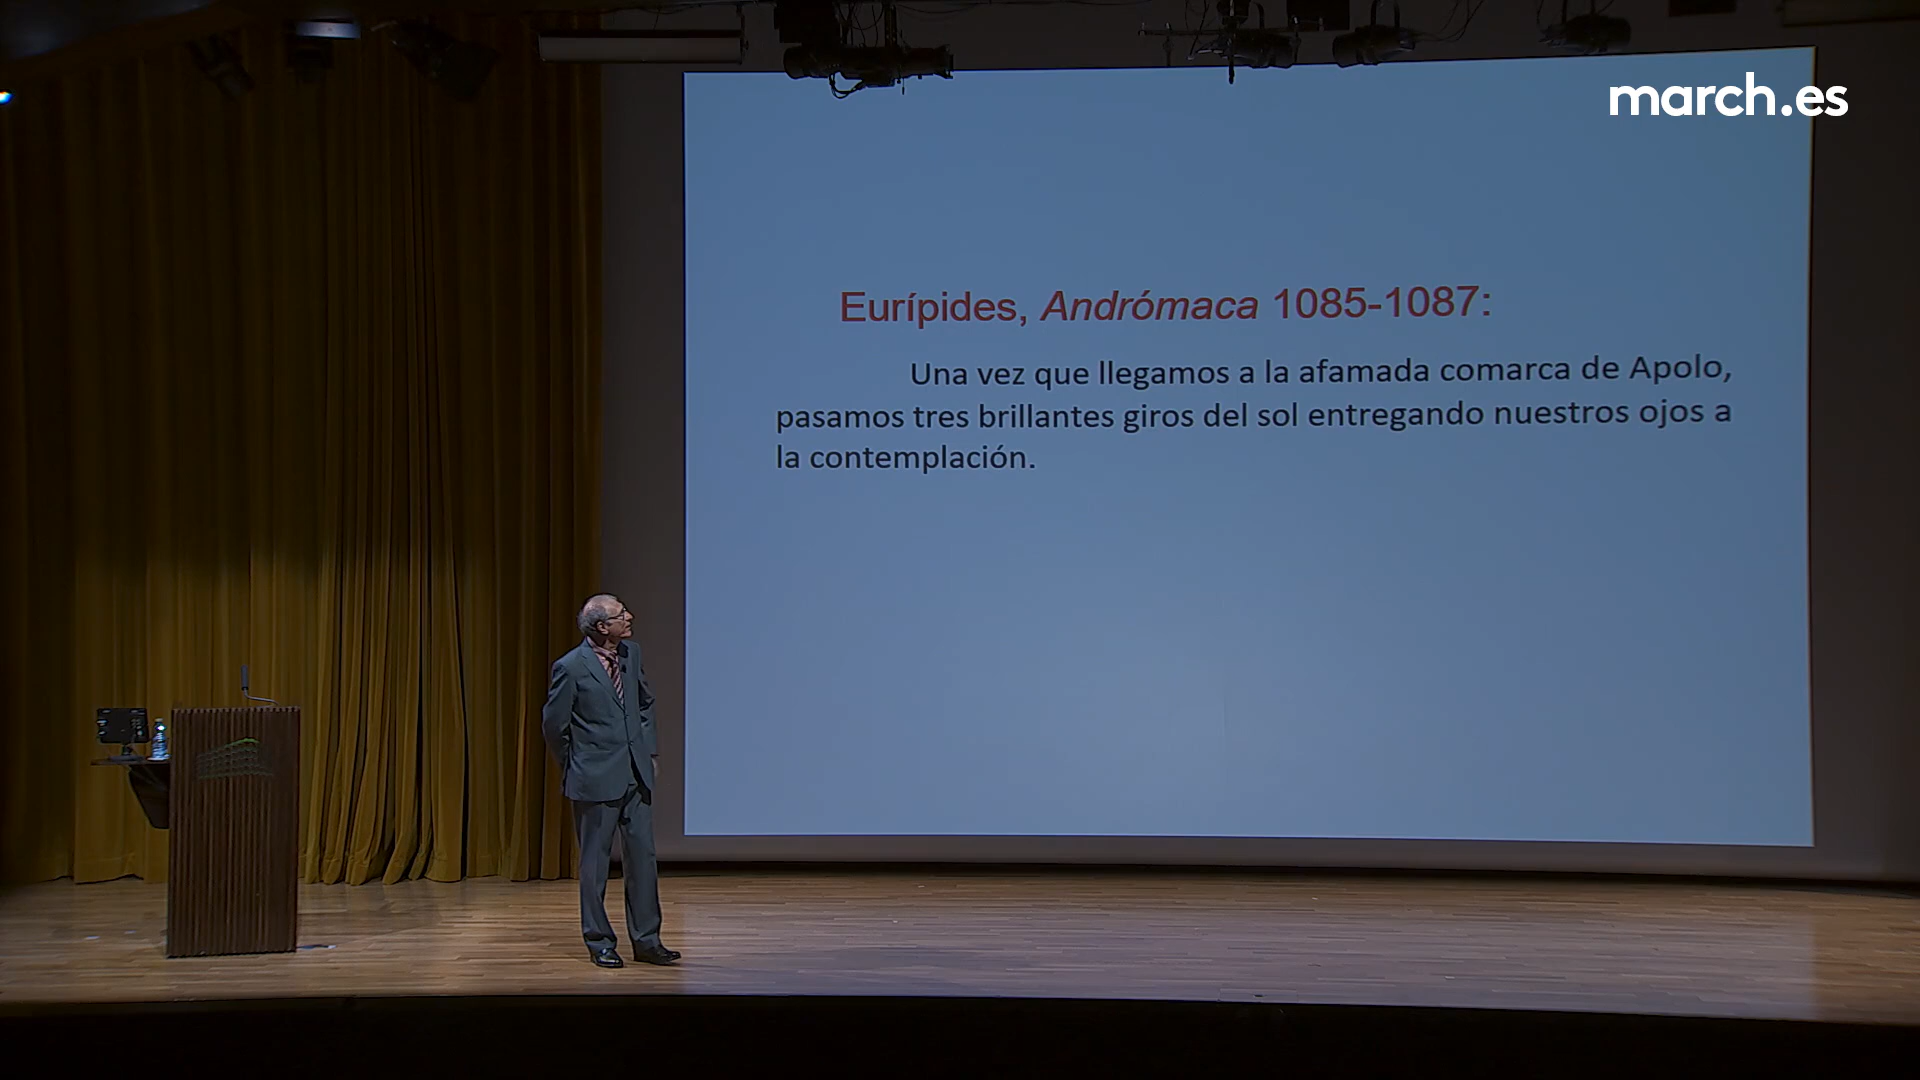 march.es
Eurípides, Andrómaca 1085-1087:
Una vez que llegamos a la afamada comarca de Apolo,
pasamos tres brillantes giros del sol entregando nuestros ojos a
la contemplación.